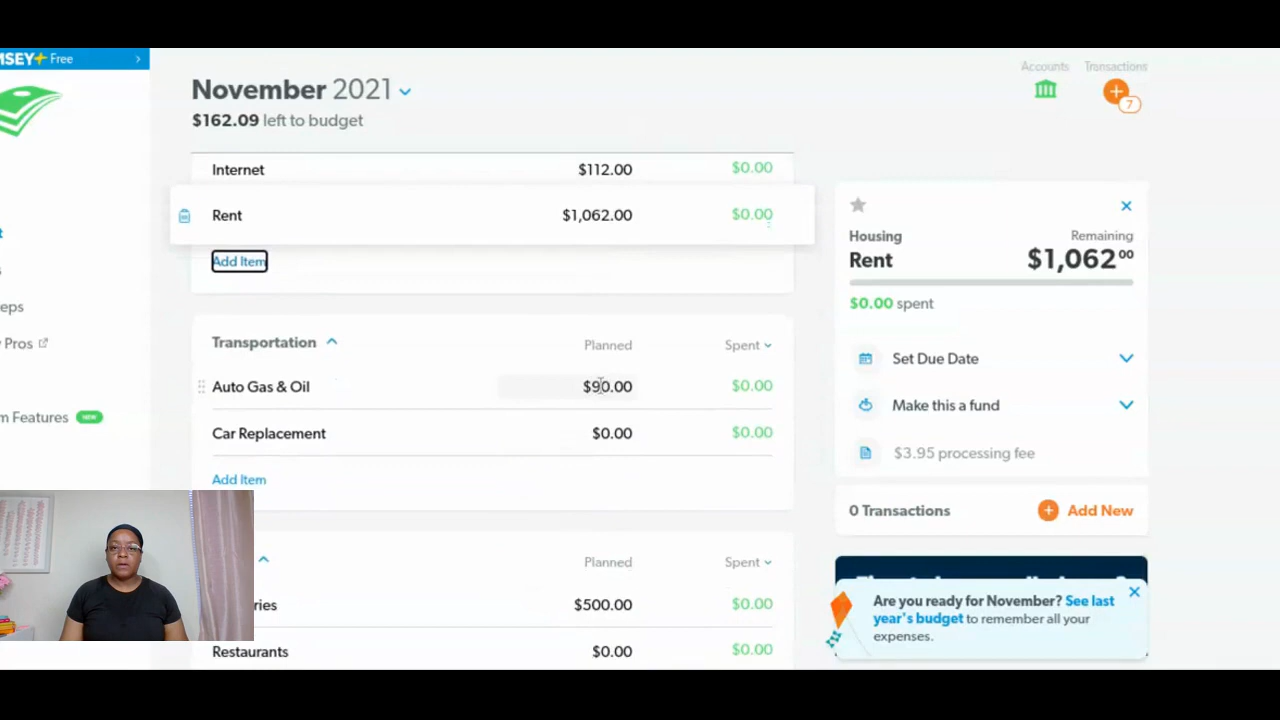 MSEY+ Free
November 2021
$162.09 left to budget
Accounts
Transactions
7
Internet $112.00 $0.00
Rent $1,062.00 $0.00
Add Item
Transportation Planned Spent
Auto Gas & Oil $90.00 $0.00
Car Replacement $0.00 $0.00
Add Item
Planned Spent
ries $500.00 $0.00
Restaurants $0.00 $0.00
t
s
eps
Pros
m Features NEW
Housing Remaining
Rent $1,062 00
$0.00 spent
Set Due Date
Make this a fund
$3.95 processing fee
0 Transactions Add New
Are you ready for November? See last
year's budget to remember all your
expenses.